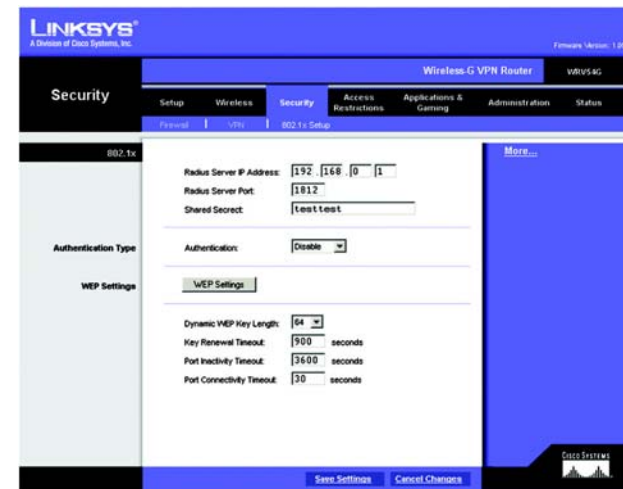 LINKSYS®
A Division of Cisco Systems, Inc.
Firmware Version: 1.0
Wireless-G VPN Router WRV54G
Security
Setup Wireless Security Access Restrictions Applications & Gaming Administration Status
Firewall | VPN | 802.1x Setup
802.1x
More...
Radius Server IP Address: 192 . 168 . 0 1
Radius Server Port: 1812
Shared Secrect: testtest
Authentication Type
Authentication: Disable
WEP Settings
WEP Settings
Dynamic WEP Key Length: 64
Key Renewal Timeout: 900 seconds
Port Inactivity Timeout: 3600 seconds
Port Connectivity Timeout: 30 seconds
Save Settings Cancel Changes
CISCO SYSTEMS